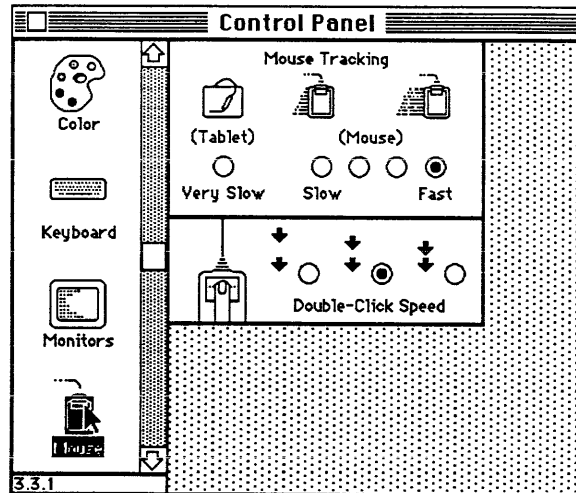 Control Panel
Color
Keyboard
Monitors
Mouse
3.3.1
Mouse Tracking
(Tablet)
(Mouse)
Very Slow
Slow
Fast
Double-Click Speed